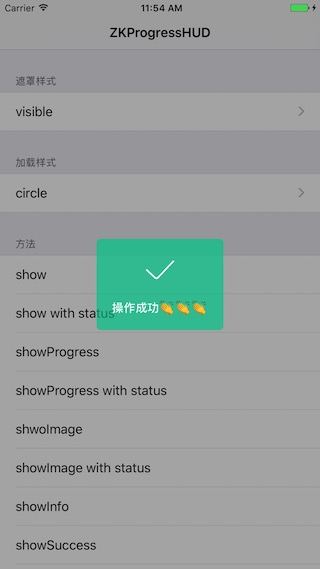 Carrier
11:54 AM
ZKProgressHUD
遮罩样式
visible
加载样式
circle
方法
show
操作成功👏👏👏
show with status
showProgress
showProgress with status
shwoImage
showImage with status
showInfo
showSuccess